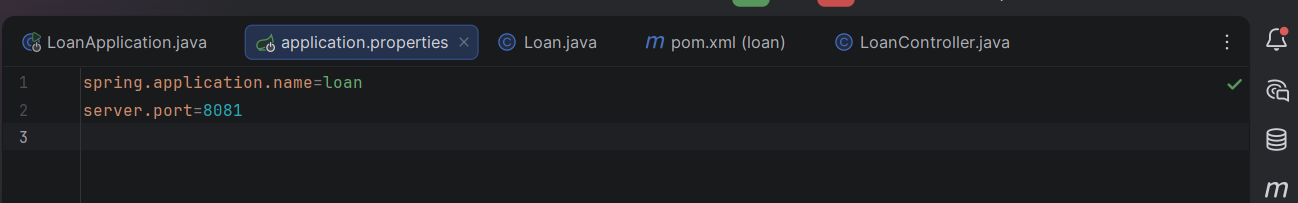 LoanApplication.java application.properties Loan.java pom.xml (loan) LoanController.java
1 spring.application.name=loan
2 server.port=8081
3